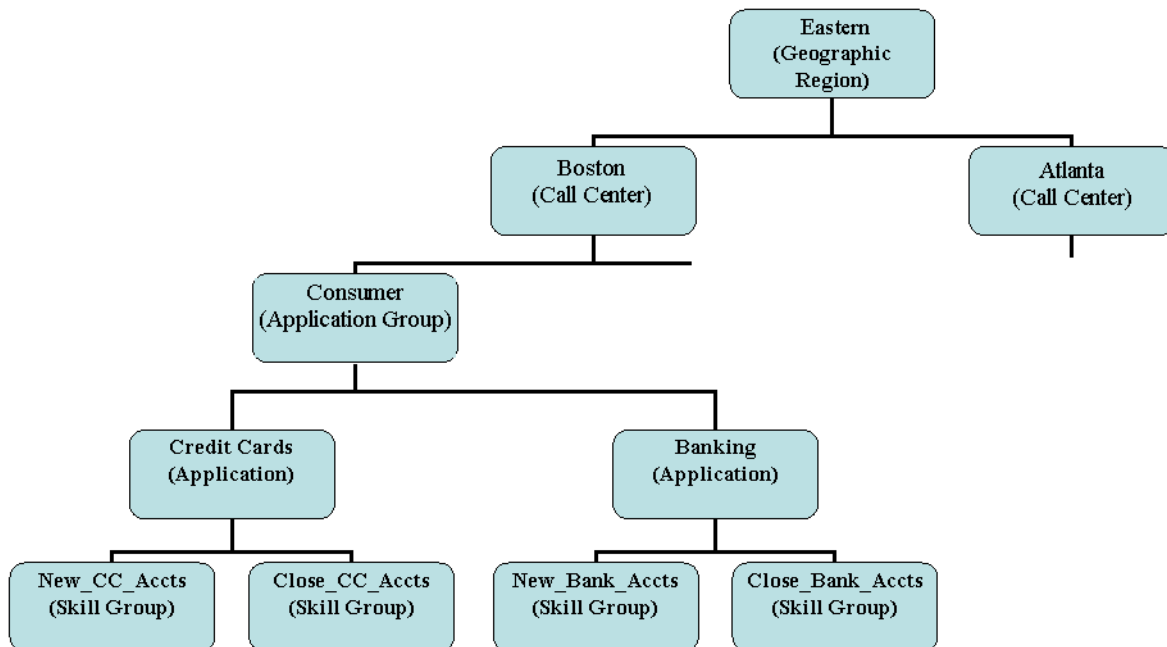 Eastern
(Geographic
Region)
Boston
(Call Center)
Atlanta
(Call Center)
Consumer
(Application Group)
Credit Cards
(Application)
Banking
(Application)
New_CC_Accts
(Skill Group)
Close_CC_Accts
(Skill Group)
New_Bank_Accts
(Skill Group)
Close_Bank_Accts
(Skill Group)